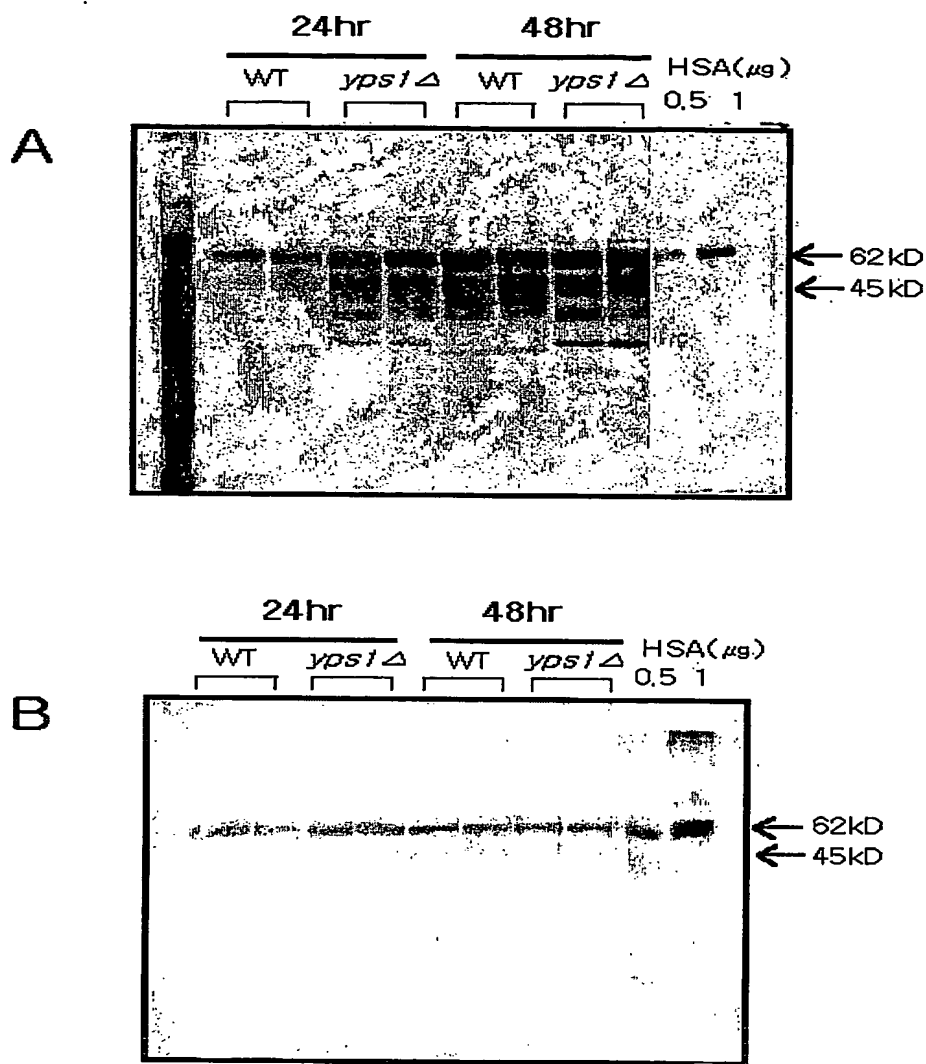 24hr 48hr
WT yps1Δ WT yps1Δ HSA(μg)
0.5 1
A
62kD
45kD
24hr 48hr
WT yps1Δ WT yps1Δ HSA(μg)
0.5 1
B
62kD
45kD